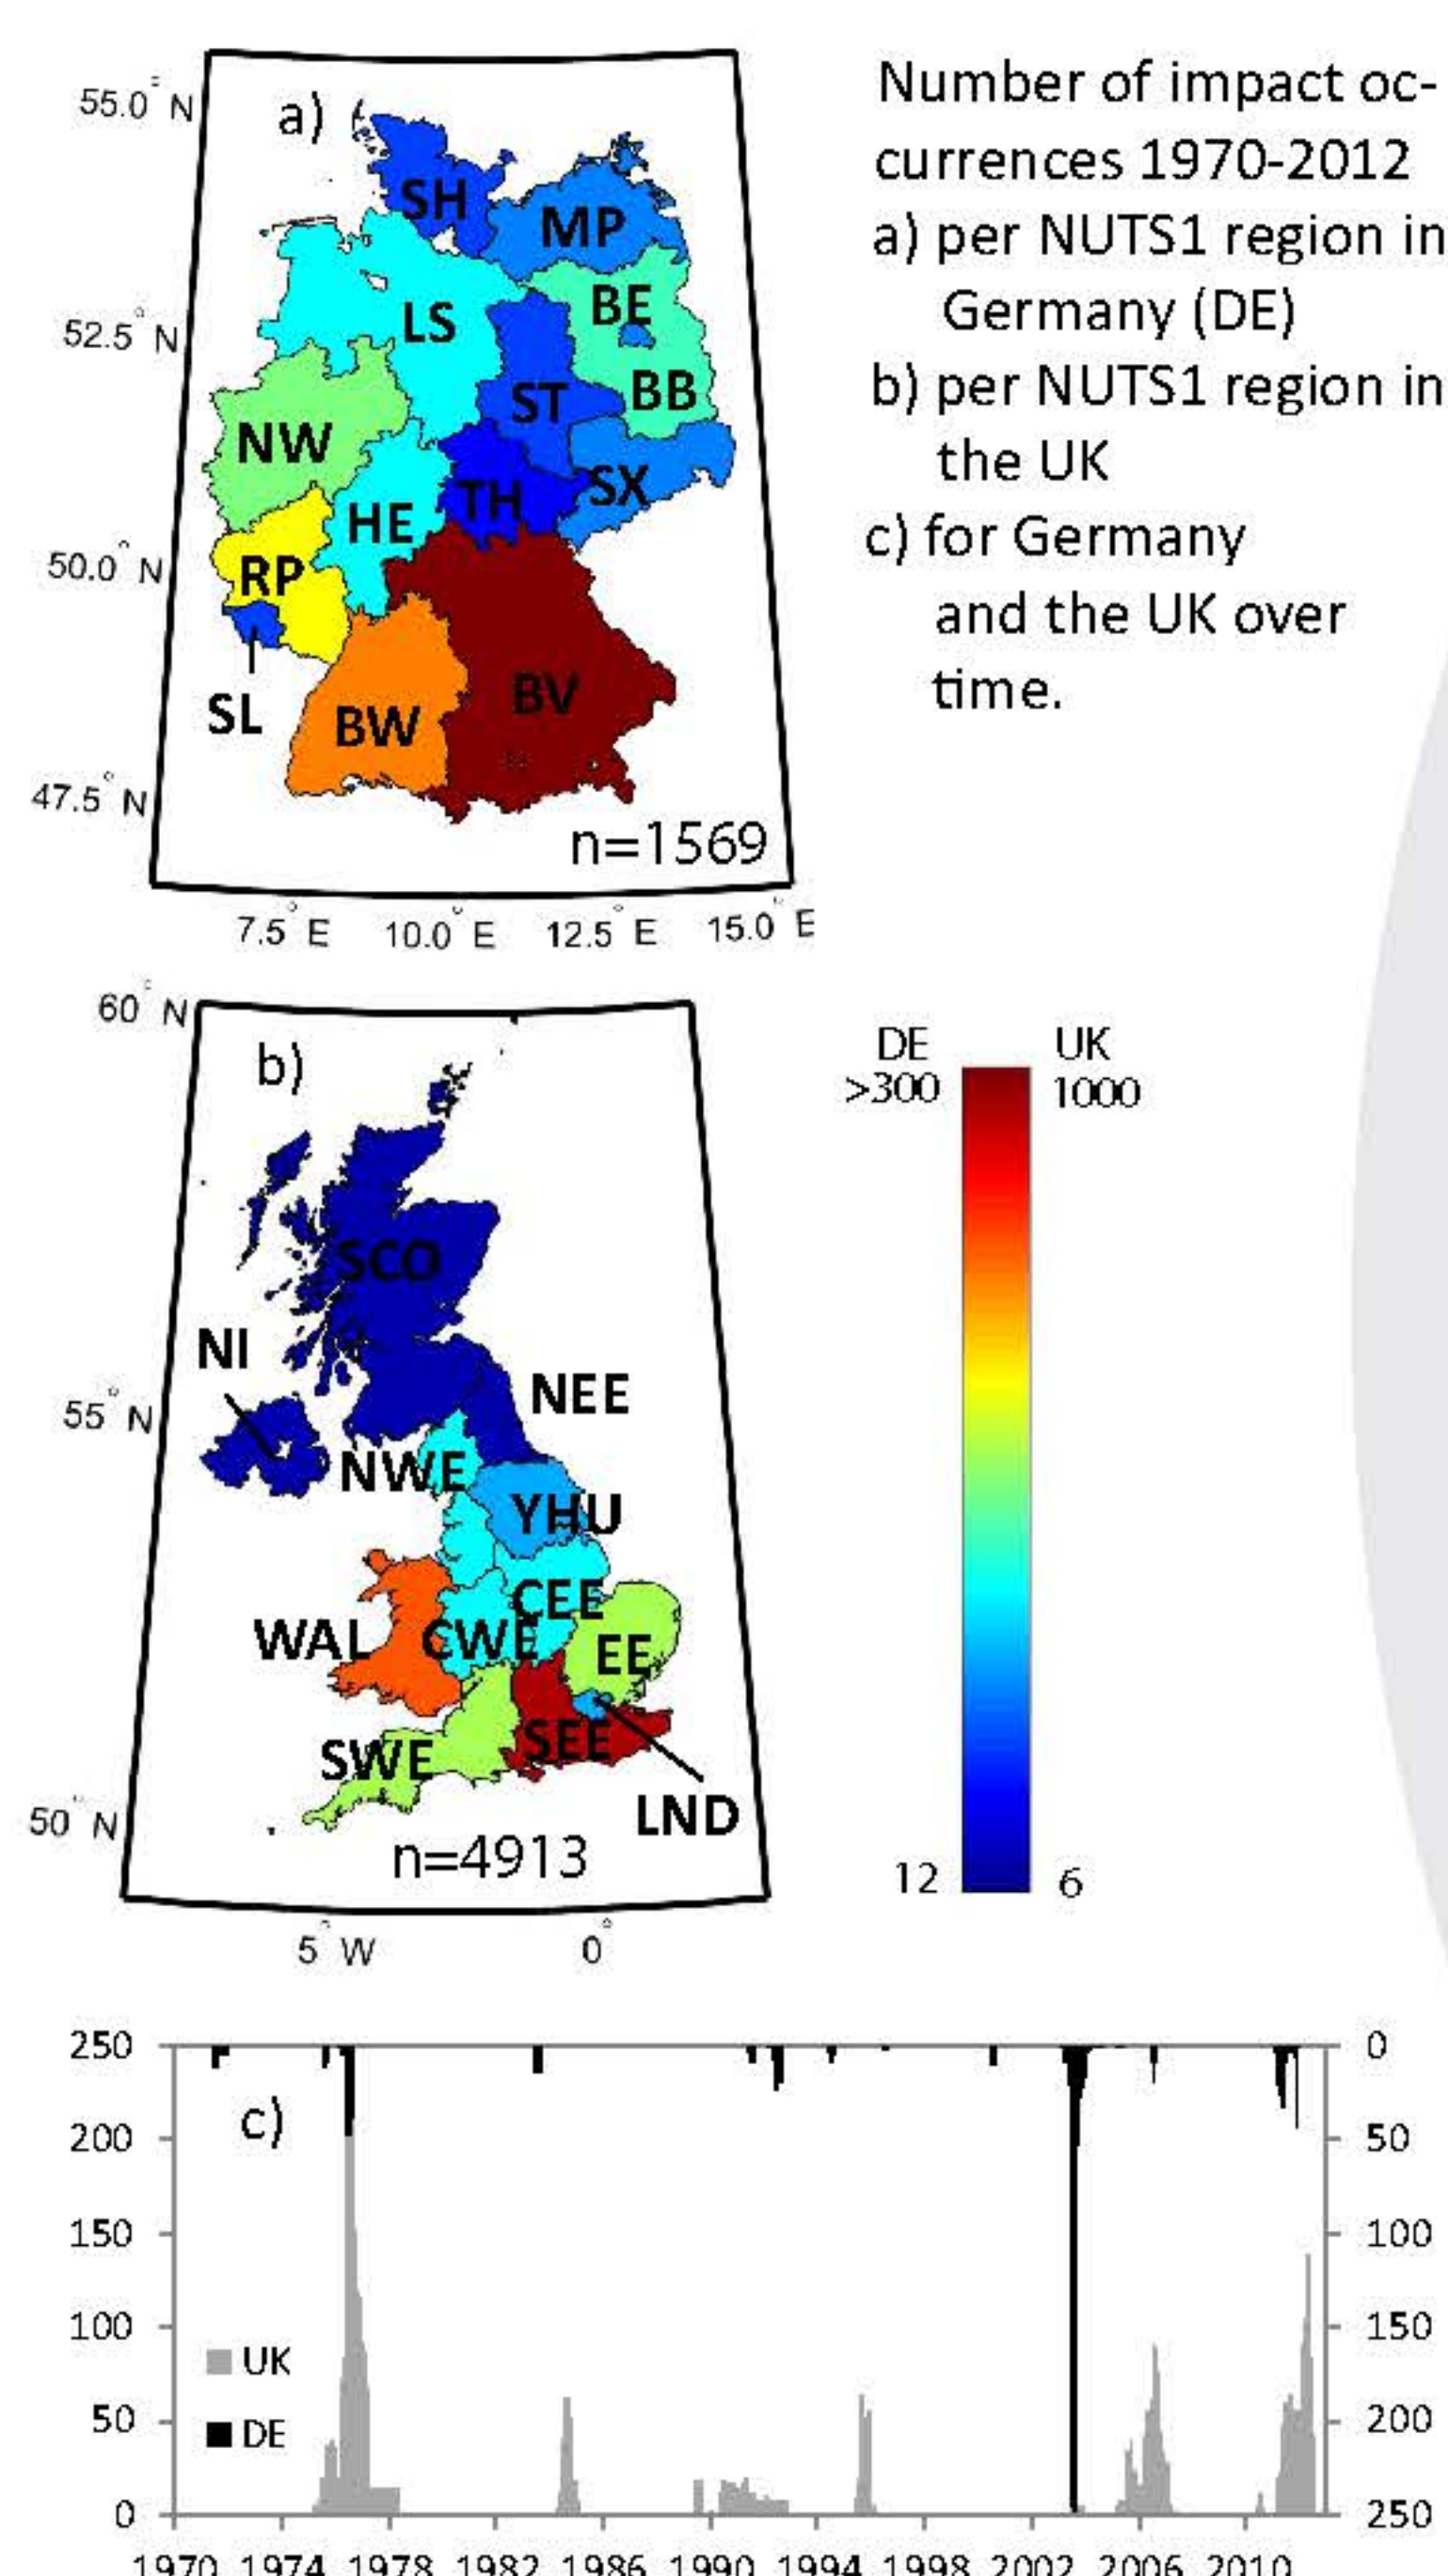 Number of impact oc-
currences 1970-2012
a) per NUTS1 region in
Germany (DE)
b) per NUTS1 region in
the UK
c) for Germany
and the UK over
time.
55.0° N
52.5° N
50.0° N
47.5° N
a)
SH
MP
BE
LS
BB
ST
NW
SX
TH
HE
RP
SL
BV
BW
n=1569
7.5° E 10.0° E 12.5° E 15.0° E
60° N
55° N
50° N
b)
SCO
NI
NEE
NWE
YHU
CEE
WAL
CWE
EE
SEE
SWE
LND
n=4913
5° W 0°
DE UK
>300 1000
12 6
250 0
200 50
150 100
100 150
50 200
0 250
c)
UK
DE
1970 1974 1978 1982 1986 1990 1994 1998 2002 2006 2010